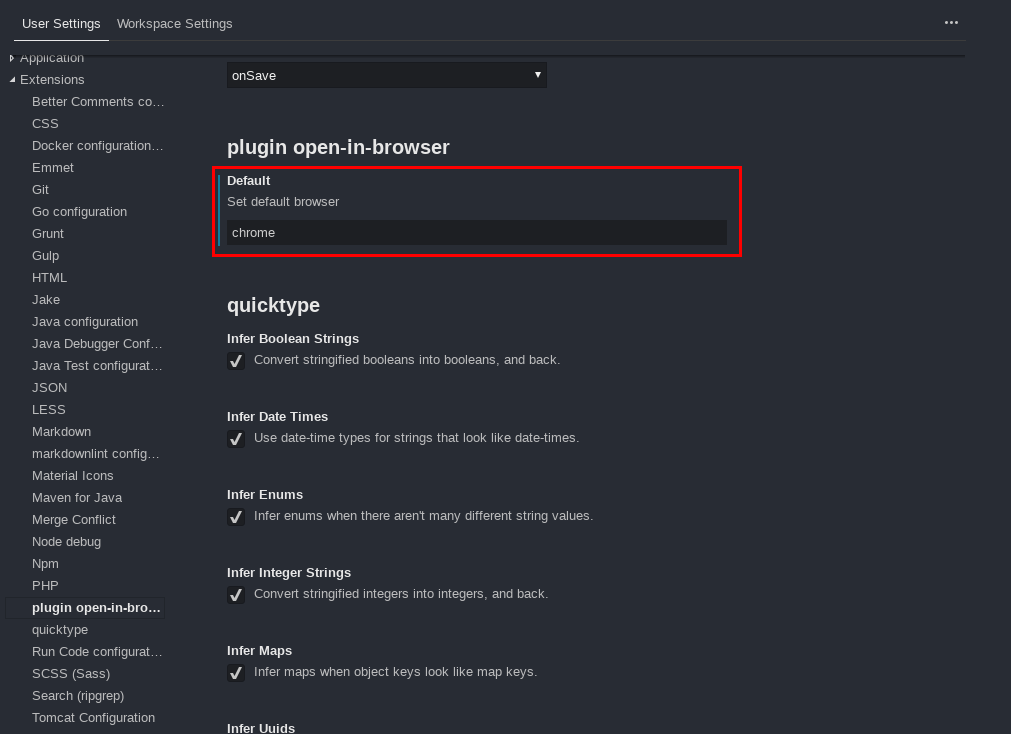 User Settings Workspace Settings
Application
Extensions
Better Comments co…
CSS
Docker configuration…
Emmet
Git
Go configuration
Grunt
Gulp
HTML
Jake
Java configuration
Java Debugger Conf…
Java Test configurat…
JSON
LESS
Markdown
markdownlint config…
Material Icons
Maven for Java
Merge Conflict
Node debug
Npm
PHP
plugin open-in-bro…
quicktype
Run Code configurat…
SCSS (Sass)
Search (ripgrep)
Tomcat Configuration
onSave
plugin open-in-browser
Default
Set default browser
chrome
quicktype
Infer Boolean Strings
Convert stringified booleans into booleans, and back.
Infer Date Times
Use date-time types for strings that look like date-times.
Infer Enums
Infer enums when there aren't many different string values.
Infer Integer Strings
Convert stringified integers into integers, and back.
Infer Maps
Infer maps when object keys look like map keys.
Infer Uuids